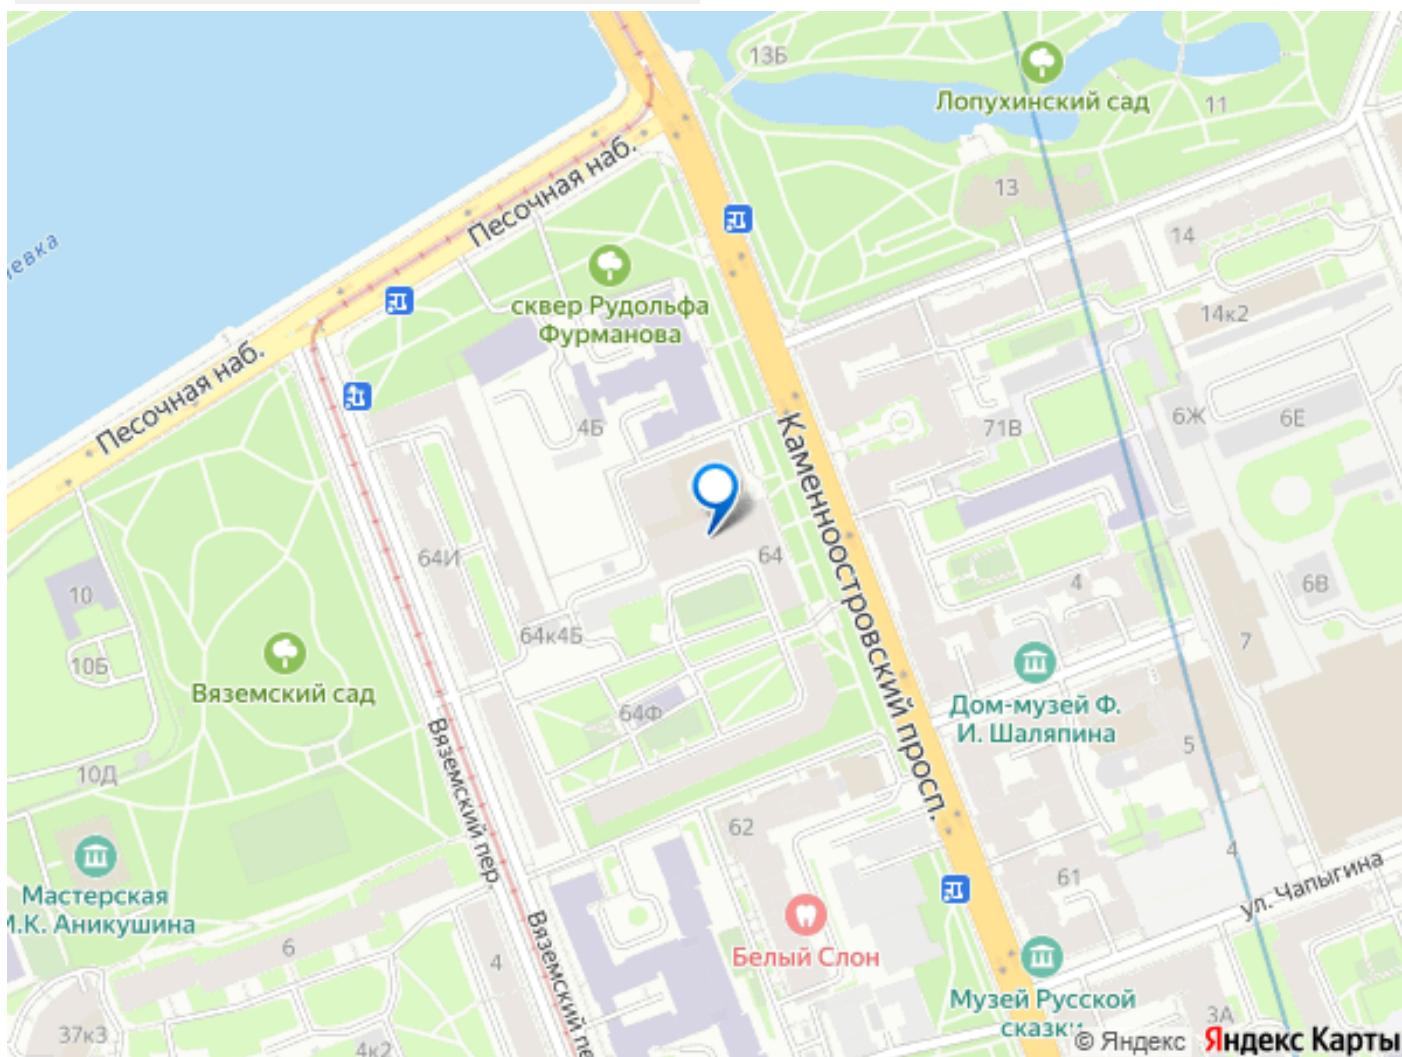 13Б
Лопухинский сад
11
13
Песочная наб.
14
евка
сквер Рудольфа
Фурманова
14к2
Песочная наб.
4Б
71В
6Ж
6Е
Каменноостровский просп.
64И
64
4
6В
10
64к4Б
7
10Б
Вяземский сад
64Ф
Дом-музей Ф.
И. Шаляпина
5
10Д
Вяземский пер.
62
4
Мастерская
М.К. Аникушина
61
ул. Чапыгина
6
4
Вяземский пер
Белый Слон
Музей Русской
сказки
3А
37к3
4к2
© Яндекс Яндекс Карты